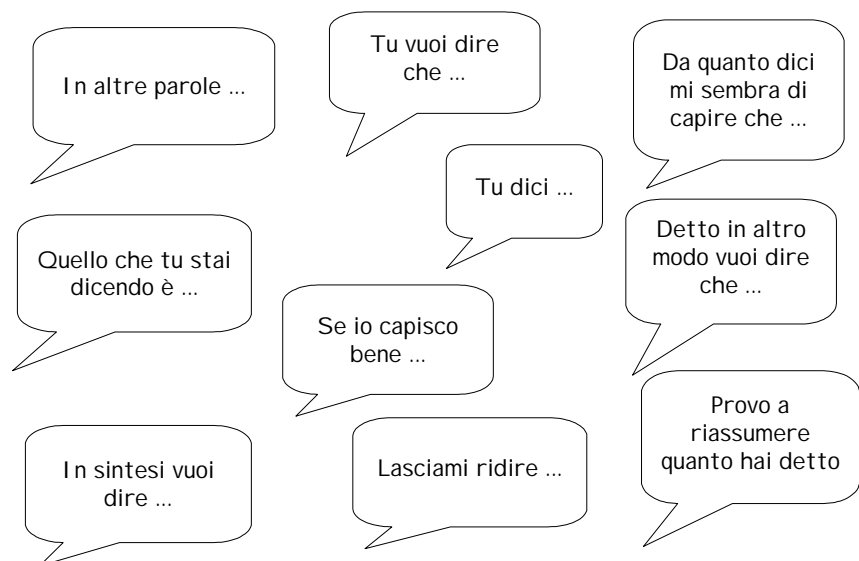 In altre parole ...
Tu vuoi dire
che ...
Da quanto dici
mi sembra di
capire che ...
Tu dici ...
Quello che tu stai
dicendo è ...
Detto in altro
modo vuoi dire
che ...
Se io capisco
bene ...
In sintesi vuoi
dire ...
Lasciami ridire ...
Provo a
riassumere
quanto hai detto